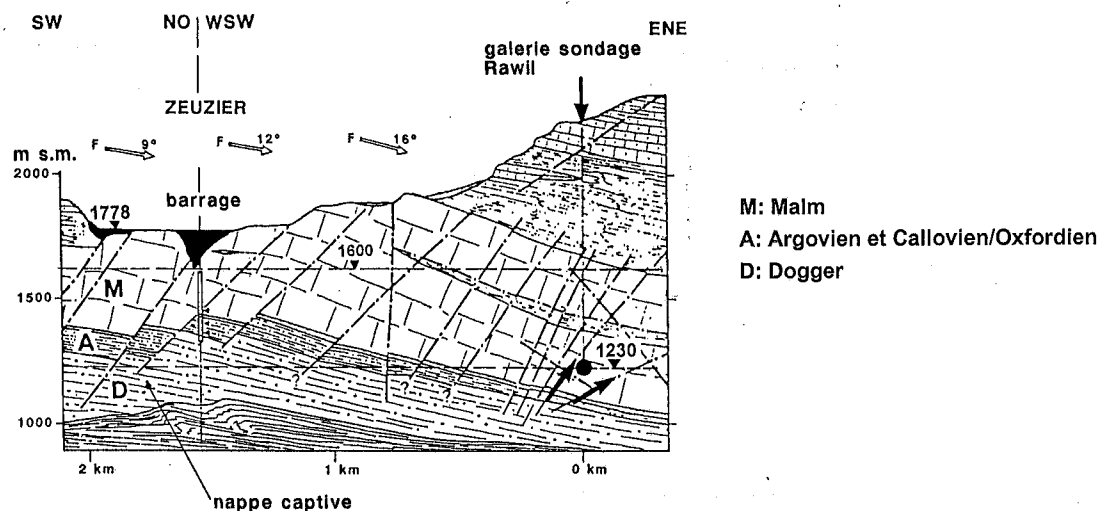 SW
NO WSW
ENE
galerie sondage
Rawil
ZEUZIER
F 9°
F 12°
F 16°
m s.m.
2000
barrage
1778
1600
M
1500
A
1230
D
? ?
1000
2 km
1 km
0 km
nappe captive
M: Malm
A: Argovien et Callovien/Oxfordien
D: Dogger